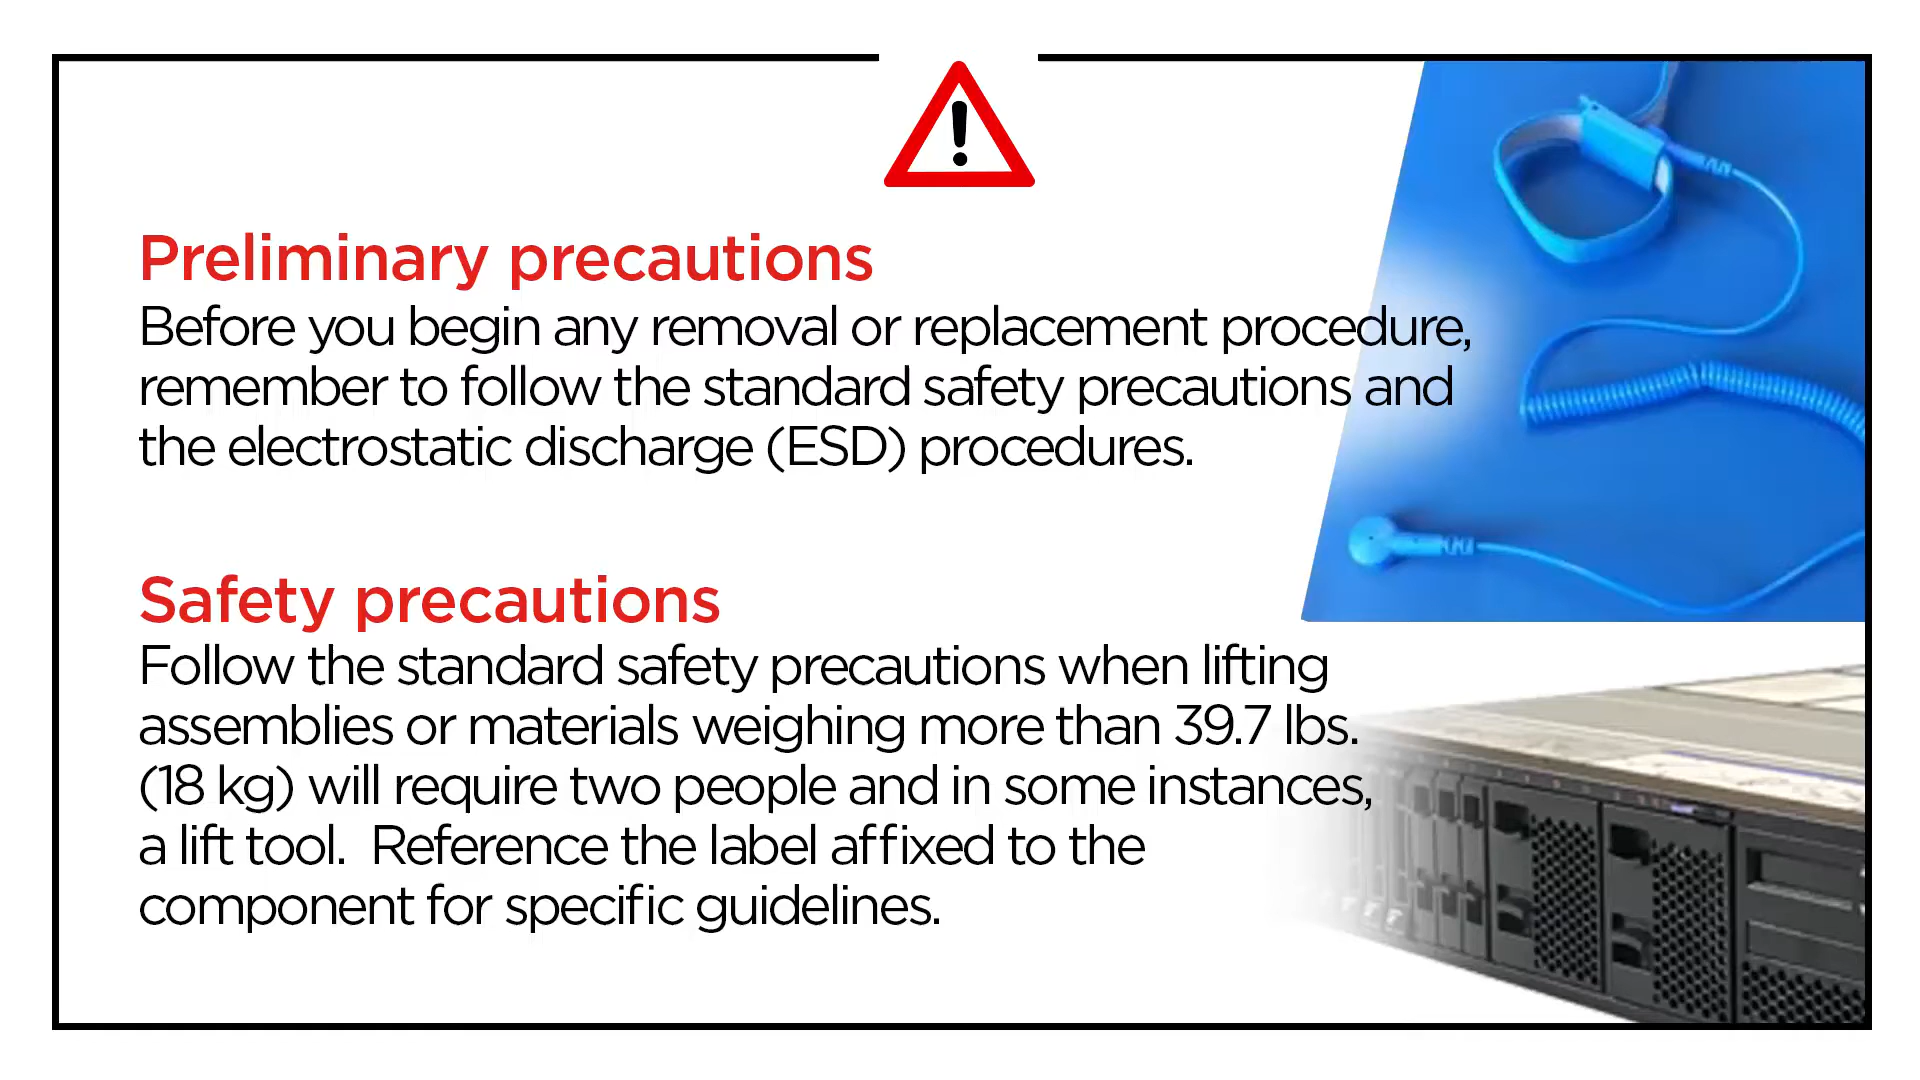 Preliminary precautions
Before you begin any removal or replacement procedure,
remember to follow the standard safety precautions and
the electrostatic discharge (ESD) procedures.
Safety precautions
Follow the standard safety precautions when lifting
assemblies or materials weighing more than 39.7 lbs.
(18 kg) will require two people and in some instances,
a lift tool.  Reference the label affixed to the
component for specific guidelines.